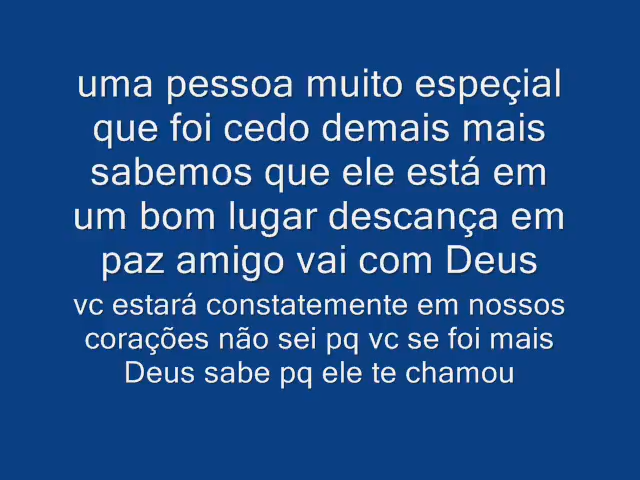 uma pessoa muito espeçial
que foi cedo demais mais
sabemos que ele está em
um bom lugar descança em
paz amigo vai com Deus
vc estará constatemente em nossos
corações não sei pq vc se foi mais
Deus sabe pq ele te chamou